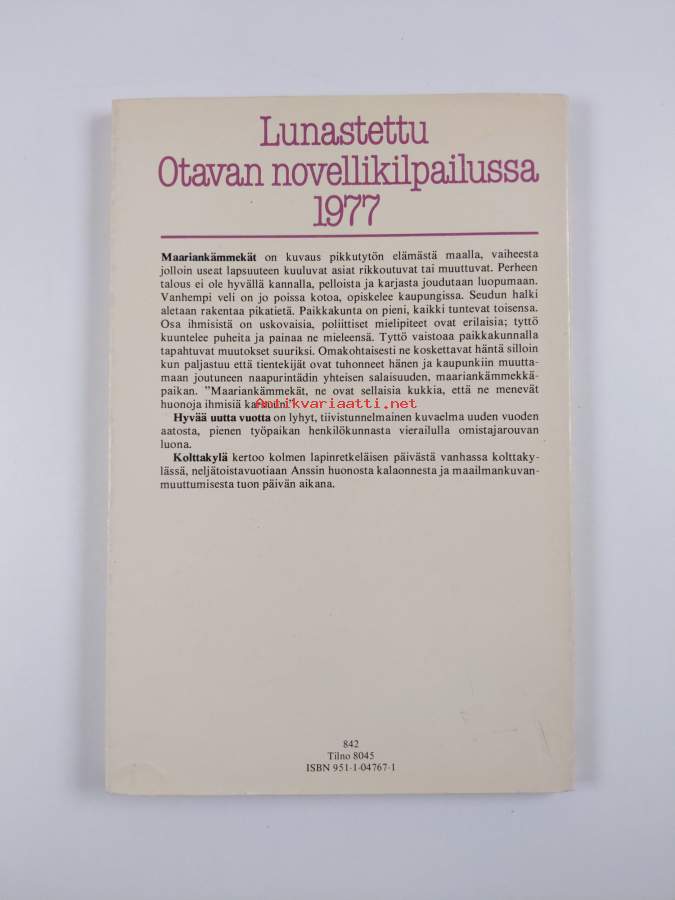 Lunastettu
Otavan novellikilpailussa
1977
Maariankämmekät on kuvaus pikkutytön elämästä maalla, vaiheesta
jolloin useat lapsuuteen kuuluvat asiat rikkoutuvat tai muuttuvat. Perheen
talous ei ole hyvällä kannalla, pelloista ja karjasta joudutaan luopumaan.
Vanhempi veli on jo poissa kotoa, opiskelee kaupungissa. Seudun halki
aletaan rakentaa pikatietä. Paikkakunta on pieni, kaikki tuntevat toisensa.
Osa ihmisistä on uskovaisia, poliittiset mielipiteet ovat erilaisia; tyttö
kuuntelee puheita ja painaa ne mieleensä. Tyttö vaistoaa paikkakunnalla
tapahtuvat muutokset suuriksi. Omakohtaisesti ne koskettavat häntä silloin
kun paljastuu että tientekijät ovat tuhonneet hänen ja kaupunkiin muutta-
maan joutuneen naapurintädin yhteisen salaisuuden, maariankämmekkä-
paikan. "Maariankämmekät, ne ovat sellaisia kukkia, että ne menevät
huonoja ihmisiä
Antikvariaatti.net
Hyvää uutta vuotta on lyhyt, tiivistunnelmainen kuvaelma uuden vuoden
aatosta, pienen työpaikan henkilökunnasta vierailulla omistajarouvan
luona.
Kolttakylä kertoo kolmen lapinretkeläisen päivästä vanhassa kolttaky-
lässä, neljätoistavuotiaan Anssin huonosta kalaonnesta ja maailmankuvan-
muuttumisesta tuon päivän aikana.
842
Tilno 8045
ISBN 951-1-04767-1